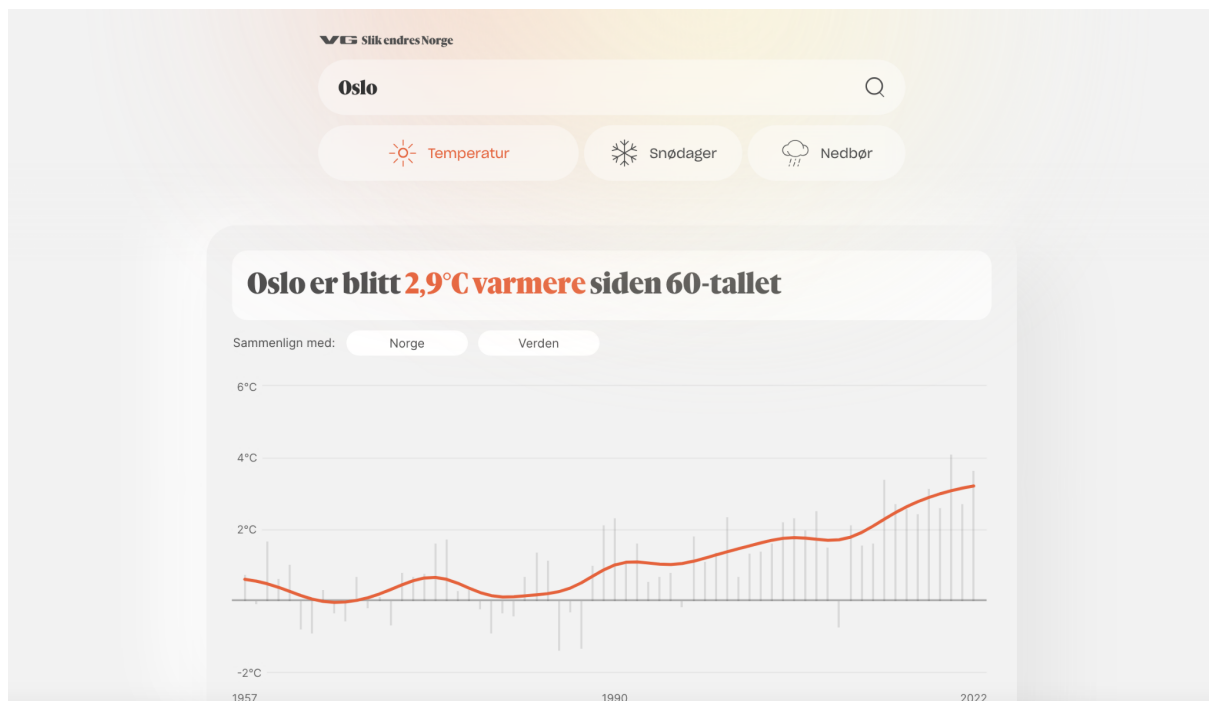 VG Slik endres Norge
Oslo
Temperatur Snødager Nedbør
Oslo er blitt 2,9°C varmere siden 60-tallet
Sammenlign med: Norge Verden
6°C
4°C
2°C
-2°C
1957 1990 2022